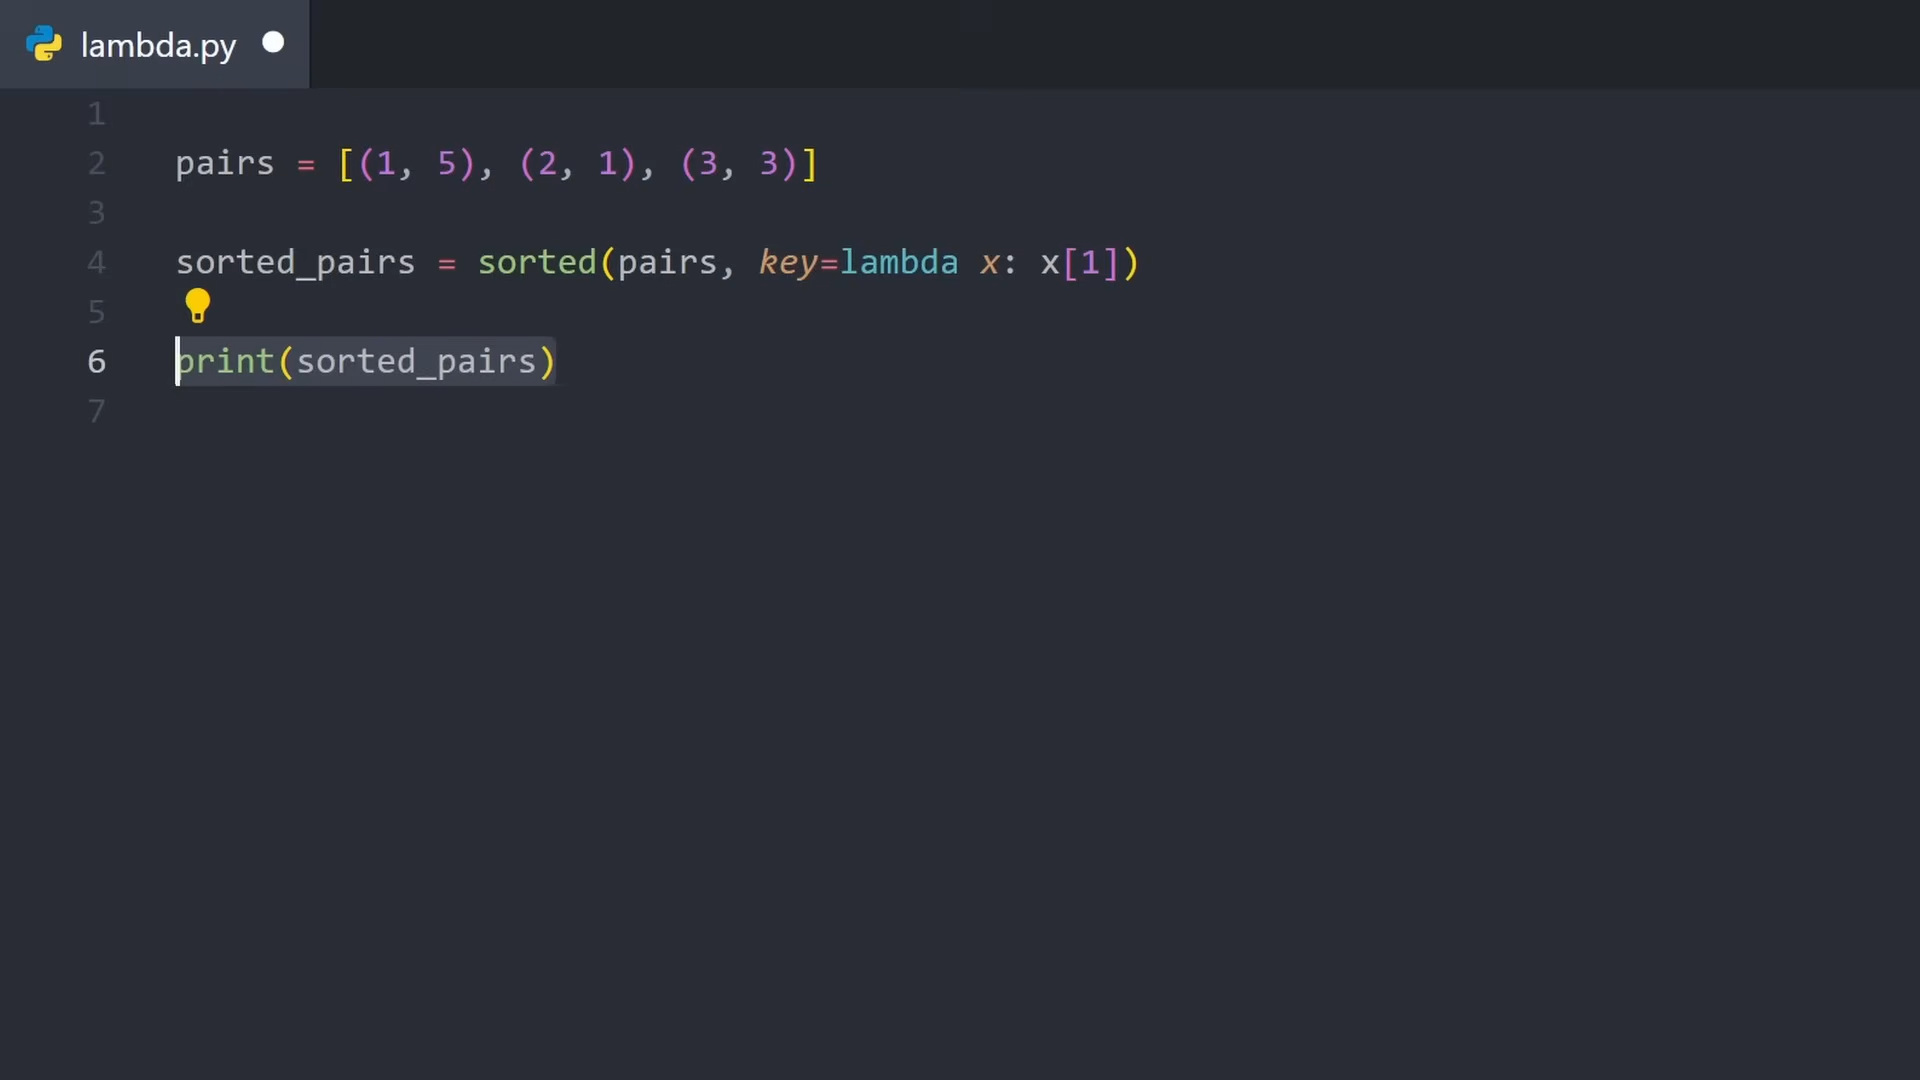 lambda.py
1
2 pairs = [(1, 5), (2, 1), (3, 3)]
3
4 sorted_pairs = sorted(pairs, key=lambda x: x[1])
5
6 print(sorted_pairs)
7